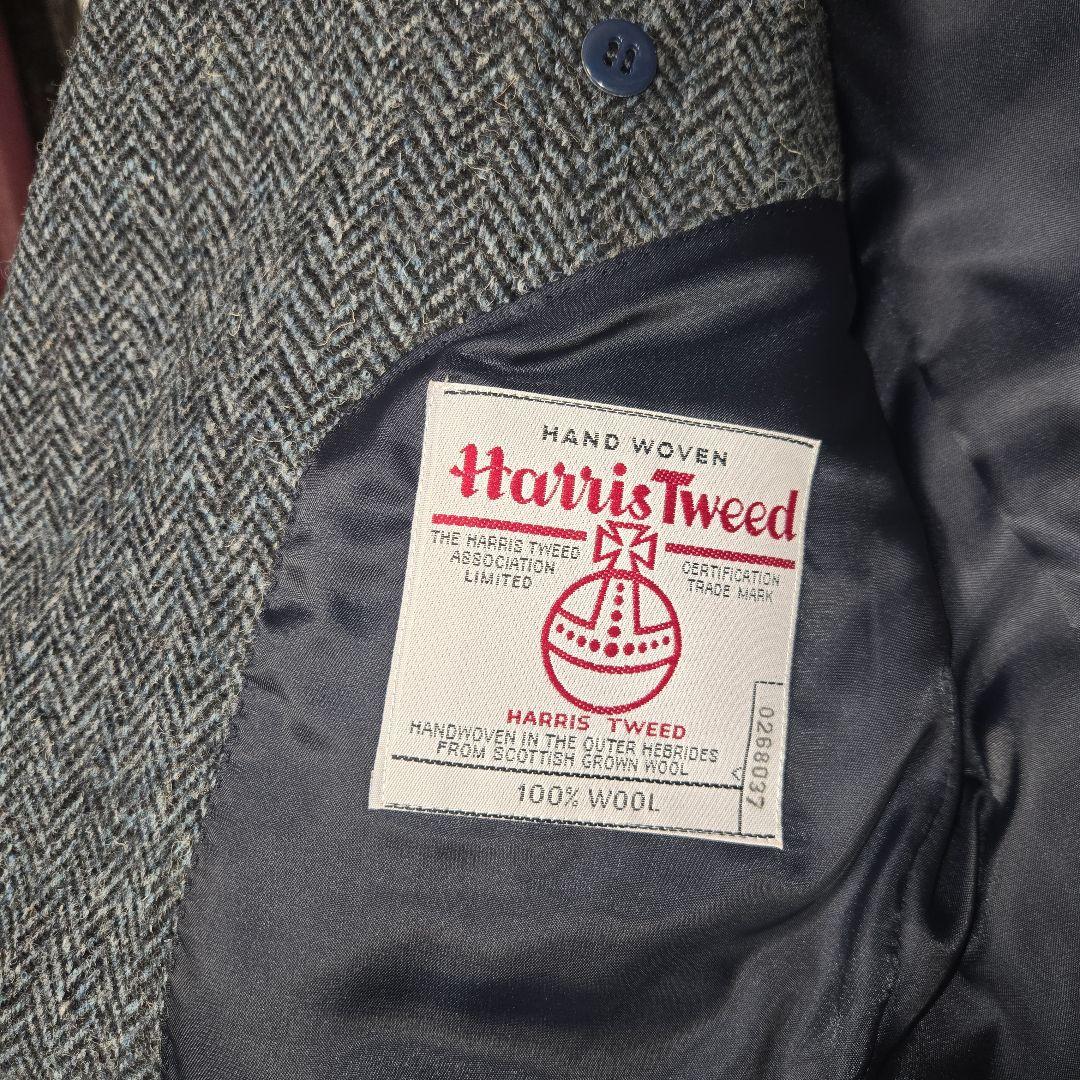 HAND WOVEN
Harris Tweed
THE HARRIS TWEED
ASSOCIATION
LIMITED
CERTIFICATION
TRADE MARK
HARRIS TWEED
HANDWOVEN IN THE OUTER HEBRIDES
FROM SCOTTISH GROWN WOOL
100% WOOL
0268037